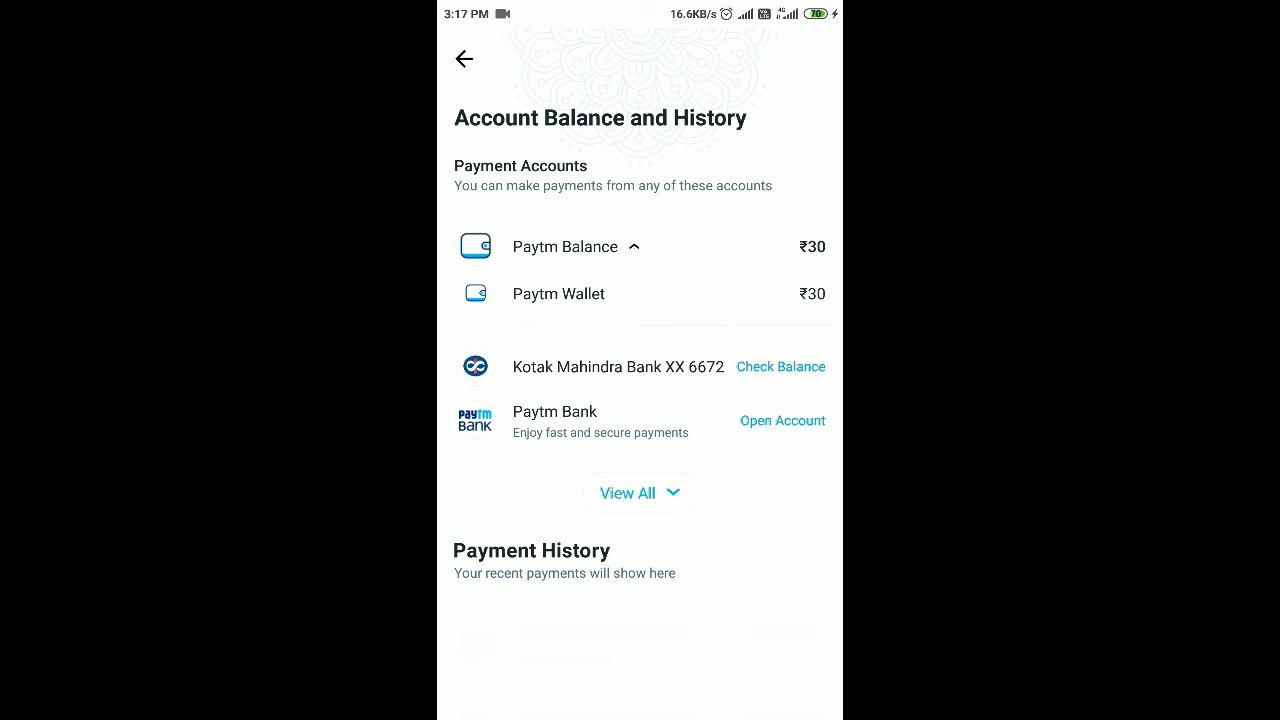 3:17 PM 16.6KB/s 4G 70
Account Balance and History
Payment Accounts
You can make payments from any of these accounts
Paytm Balance ₹30
Paytm Wallet ₹30
Kotak Mahindra Bank XX 6672 Check Balance
paytm BANK
Paytm Bank
Enjoy fast and secure payments
Open Account
View All
Payment History
Your recent payments will show here